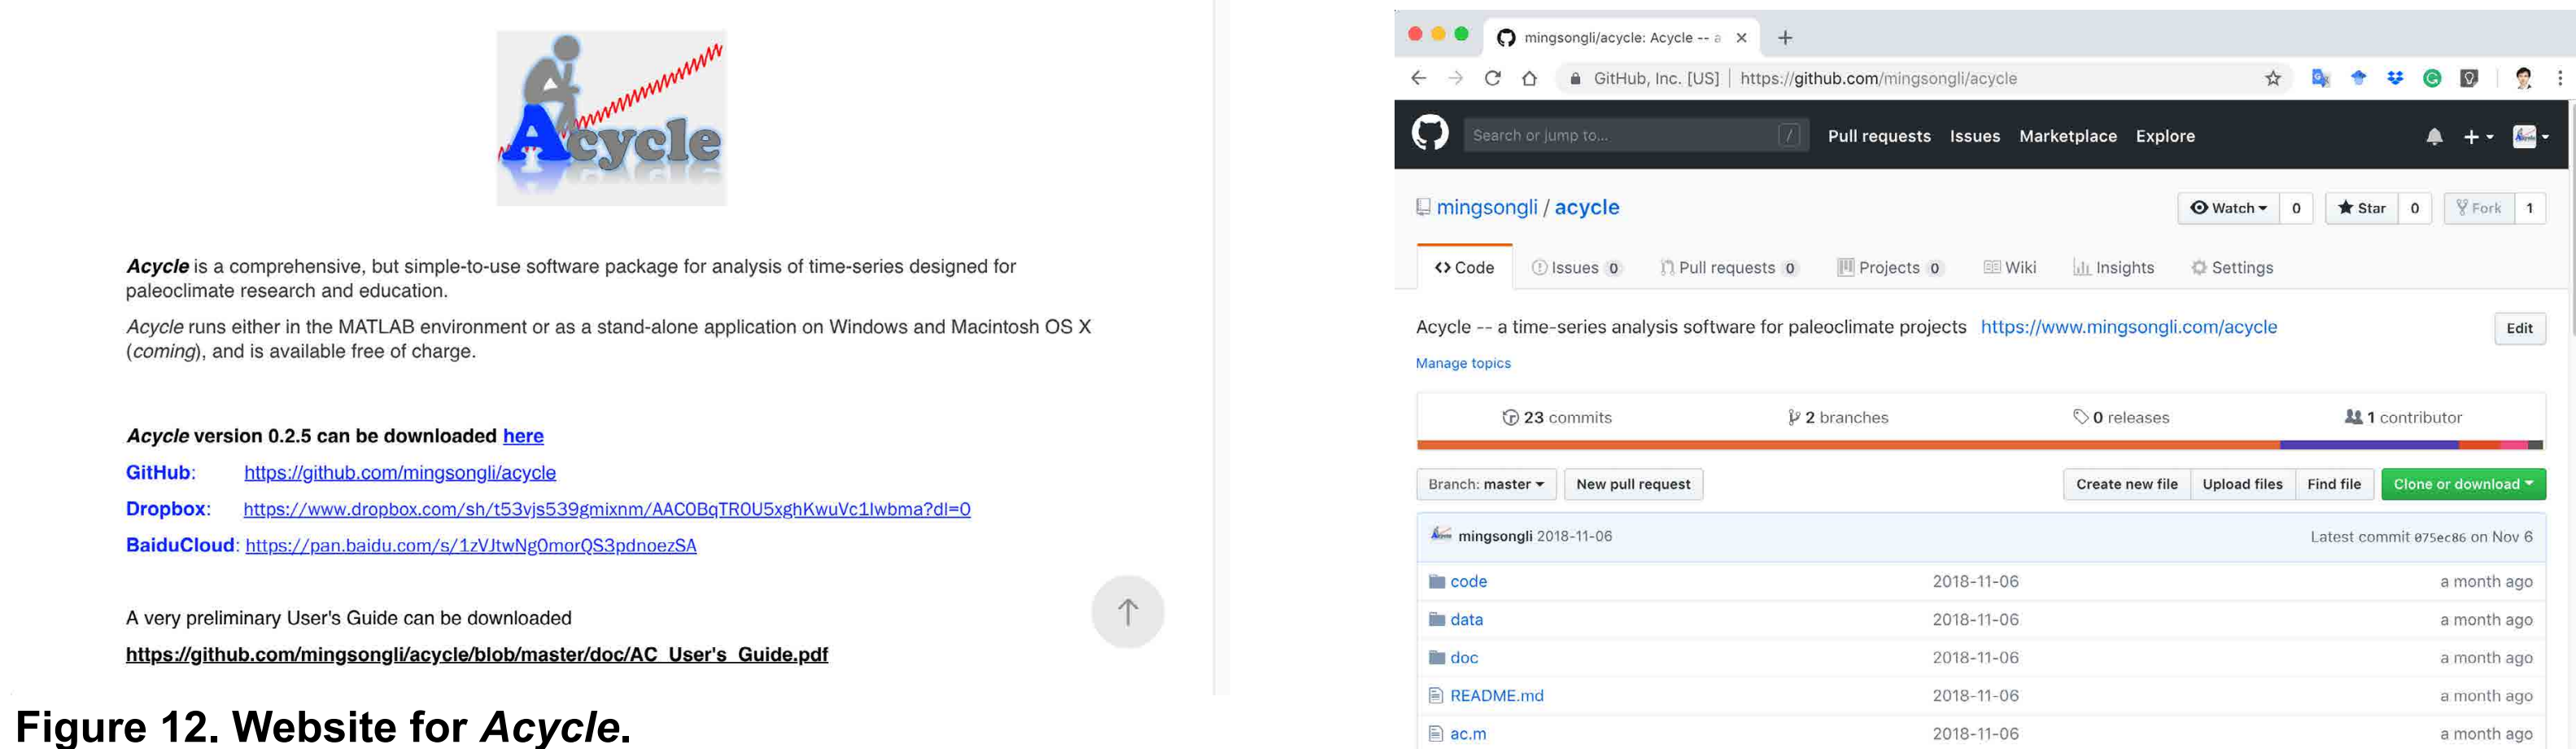 Acycle
Acycle is a comprehensive, but simple-to-use software package for analysis of time-series designed for
paleoclimate research and education.
Acycle runs either in the MATLAB environment or as a stand-alone application on Windows and Macintosh OS X
(coming), and is available free of charge.
Acycle version 0.2.5 can be downloaded here
GitHub: https://github.com/mingsongli/acycle
Dropbox: https://www.dropbox.com/sh/t53vjs539gmixnm/AAC0BqTR0U5xghKwuVc1Iwbma?dl=0
BaiduCloud: https://pan.baidu.com/s/1zVJtwNg0morQS3pdnoezSA
A very preliminary User's Guide can be downloaded
https://github.com/mingsongli/acycle/blob/master/doc/AC_User's_Guide.pdf
Figure 12. Website for Acycle.
mingsongli/acycle: Acycle -- a
GitHub, Inc. [US] | https://github.com/mingsongli/acycle
Search or jump to... / Pull requests Issues Marketplace Explore
mingsongli / acycle Watch 0 Star 0 Fork 1
Code Issues 0 Pull requests 0 Projects 0 Wiki Insights Settings
Acycle -- a time-series analysis software for paleoclimate projects https://www.mingsongli.com/acycle Edit
Manage topics
23 commits 2 branches 0 releases 1 contributor
Branch: master New pull request Create new file Upload files Find file Clone or download
mingsongli 2018-11-06 Latest commit 075ec86 on Nov 6
code 2018-11-06 a month ago
data 2018-11-06 a month ago
doc 2018-11-06 a month ago
README.md 2018-11-06 a month ago
ac.m 2018-11-06 a month ago